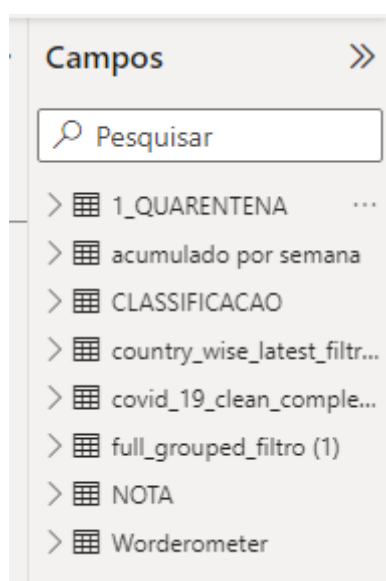 Campos
Pesquisar
1_QUARENTENA
acumulado por semana
CLASSIFICACAO
country_wise_latest_filtr...
covid_19_clean_comple...
full_grouped_filtro (1)
NOTA
Worderometer